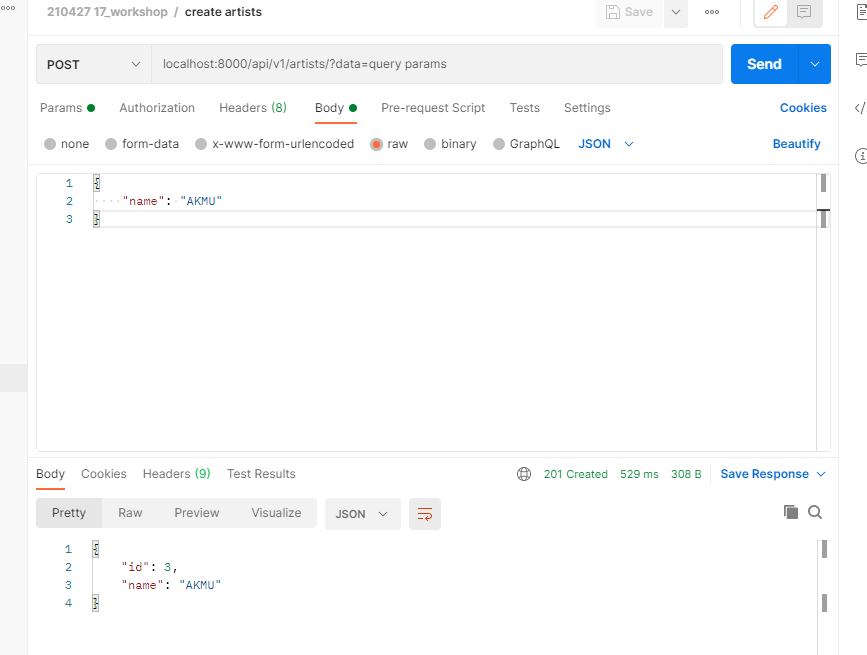 210427 17_workshop / create artists
Save
POST
localhost:8000/api/v1/artists/?data=query params
Send
Params Authorization Headers (8) Body Pre-request Script Tests Settings Cookies
none form-data x-www-form-urlencoded raw binary GraphQL JSON Beautify
1 {
2 "name": "AKMU"
3 }
Body Cookies Headers (9) Test Results 201 Created 529 ms 308 B Save Response
Pretty Raw Preview Visualize JSON
1 {
2 "id": 3,
3 "name": "AKMU"
4 }